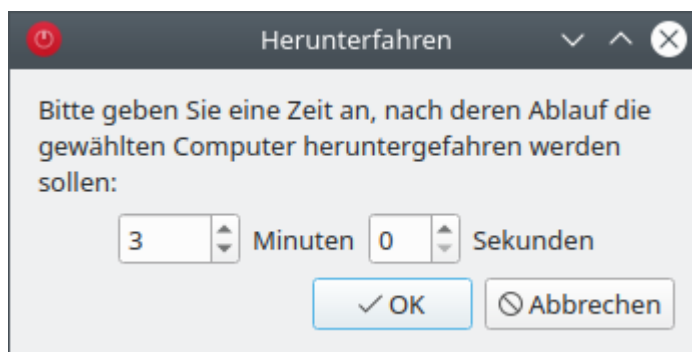 Herunterfahren
Bitte geben Sie eine Zeit an, nach deren Ablauf die
gewählten Computer heruntergefahren werden
sollen:
3 Minuten 0 Sekunden
OK Abbrechen